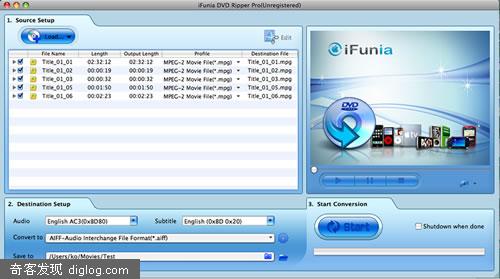 iFunia DVD Ripper Pro(Unregistered)
1. Source Setup
Load...
Edit
File Name Length Output Length Profile Destination File
Title_01_01 02:32:12 02:32:12 MPEG-2 Movie File(*.mpg) Title_01_01.mpg
Title_01_02 00:00:19 00:00:19 MPEG-2 Movie File(*.mpg) Title_01_02.mpg
Title_01_03 00:00:30 00:00:30 MPEG-2 Movie File(*.mpg) Title_01_03.mpg
Title_01_05 00:01:50 00:01:50 MPEG-2 Movie File(*.mpg) Title_01_05.mpg
Title_01_06 00:02:23 00:02:23 MPEG-2 Movie File(*.mpg) Title_01_06.mpg
iFunia
DVD
tv
2. Destination Setup
Audio English AC3(0x8D80) Subtitle English (0x8D 0x20)
Convert to AIFF-Audio Interchange File Format(*.aiff)
Save to /Users/ko/Movies/Test
3. Start Conversion
Start
Shutdown when done
奇客发现 diglog.com